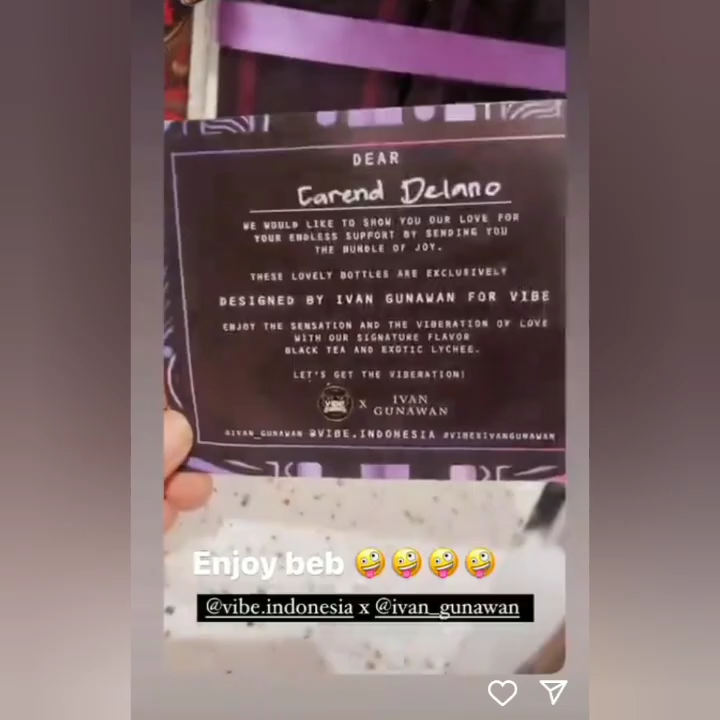 DEAR
Carend Delano
WE WOULD LIKE TO SHOW YOU OUR LOVE FOR
YOUR ENDLESS SUPPORT BY SENDING YOU
THE BUNDLE OF JOY.
THESE LOVELY BOTTLES ARE EXCLUSIVELY
DESIGNED BY IVAN GUNAWAN FOR VIBE
ENJOY THE SENSATION AND THE VIBERATION OF LOVE
WITH OUR SIGNATURE FLAVOR
BLACK TEA AND EXOTIC LYCHEE.
LET'S GET THE VIBERATION!
VIBE X IVAN
GUNAWAN
@IVAN_GUNAWAN @VIBE.INDONESIA #VIBEXIVANGUNAWAN
Enjoy beb 🤪🤪🤪🤪
@vibe.indonesia x @ivan_gunawan